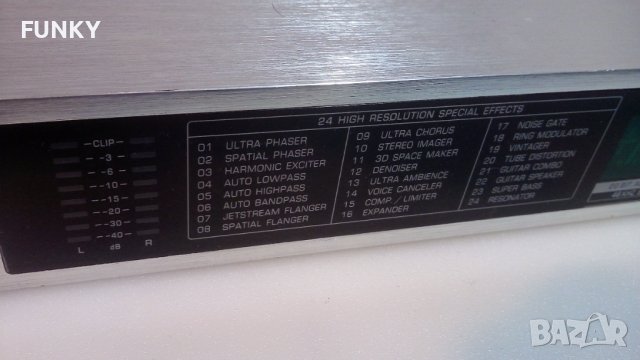 FUNKY
24 HIGH RESOLUTION SPECIAL EFFECTS
CLIP
-3
-6
-10
-15
-20
-30
-40
L dB R
01 ULTRA PHASER
02 SPATIAL PHASER
03 HARMONIC EXCITER
04 AUTO LOWPASS
05 AUTO HIGHPASS
06 AUTO BANDPASS
07 JETSTREAM FLANGER
08 SPATIAL FLANGER
09 ULTRA CHORUS
10 STEREO IMAGER
11 3D SPACE MAKER
12 DENOISER
13 ULTRA AMBIENCE
14 VOICE CANCELER
15 COMP / LIMITER
16 EXPANDER
17 NOISE GATE
18 RING MODULATOR
19 VINTAGER
20 TUBE DISTORTION
21 GUITAR COMBO
22 GUITAR SPEAKER
23 SUPER BASS
24 RESONATOR
BAZAR